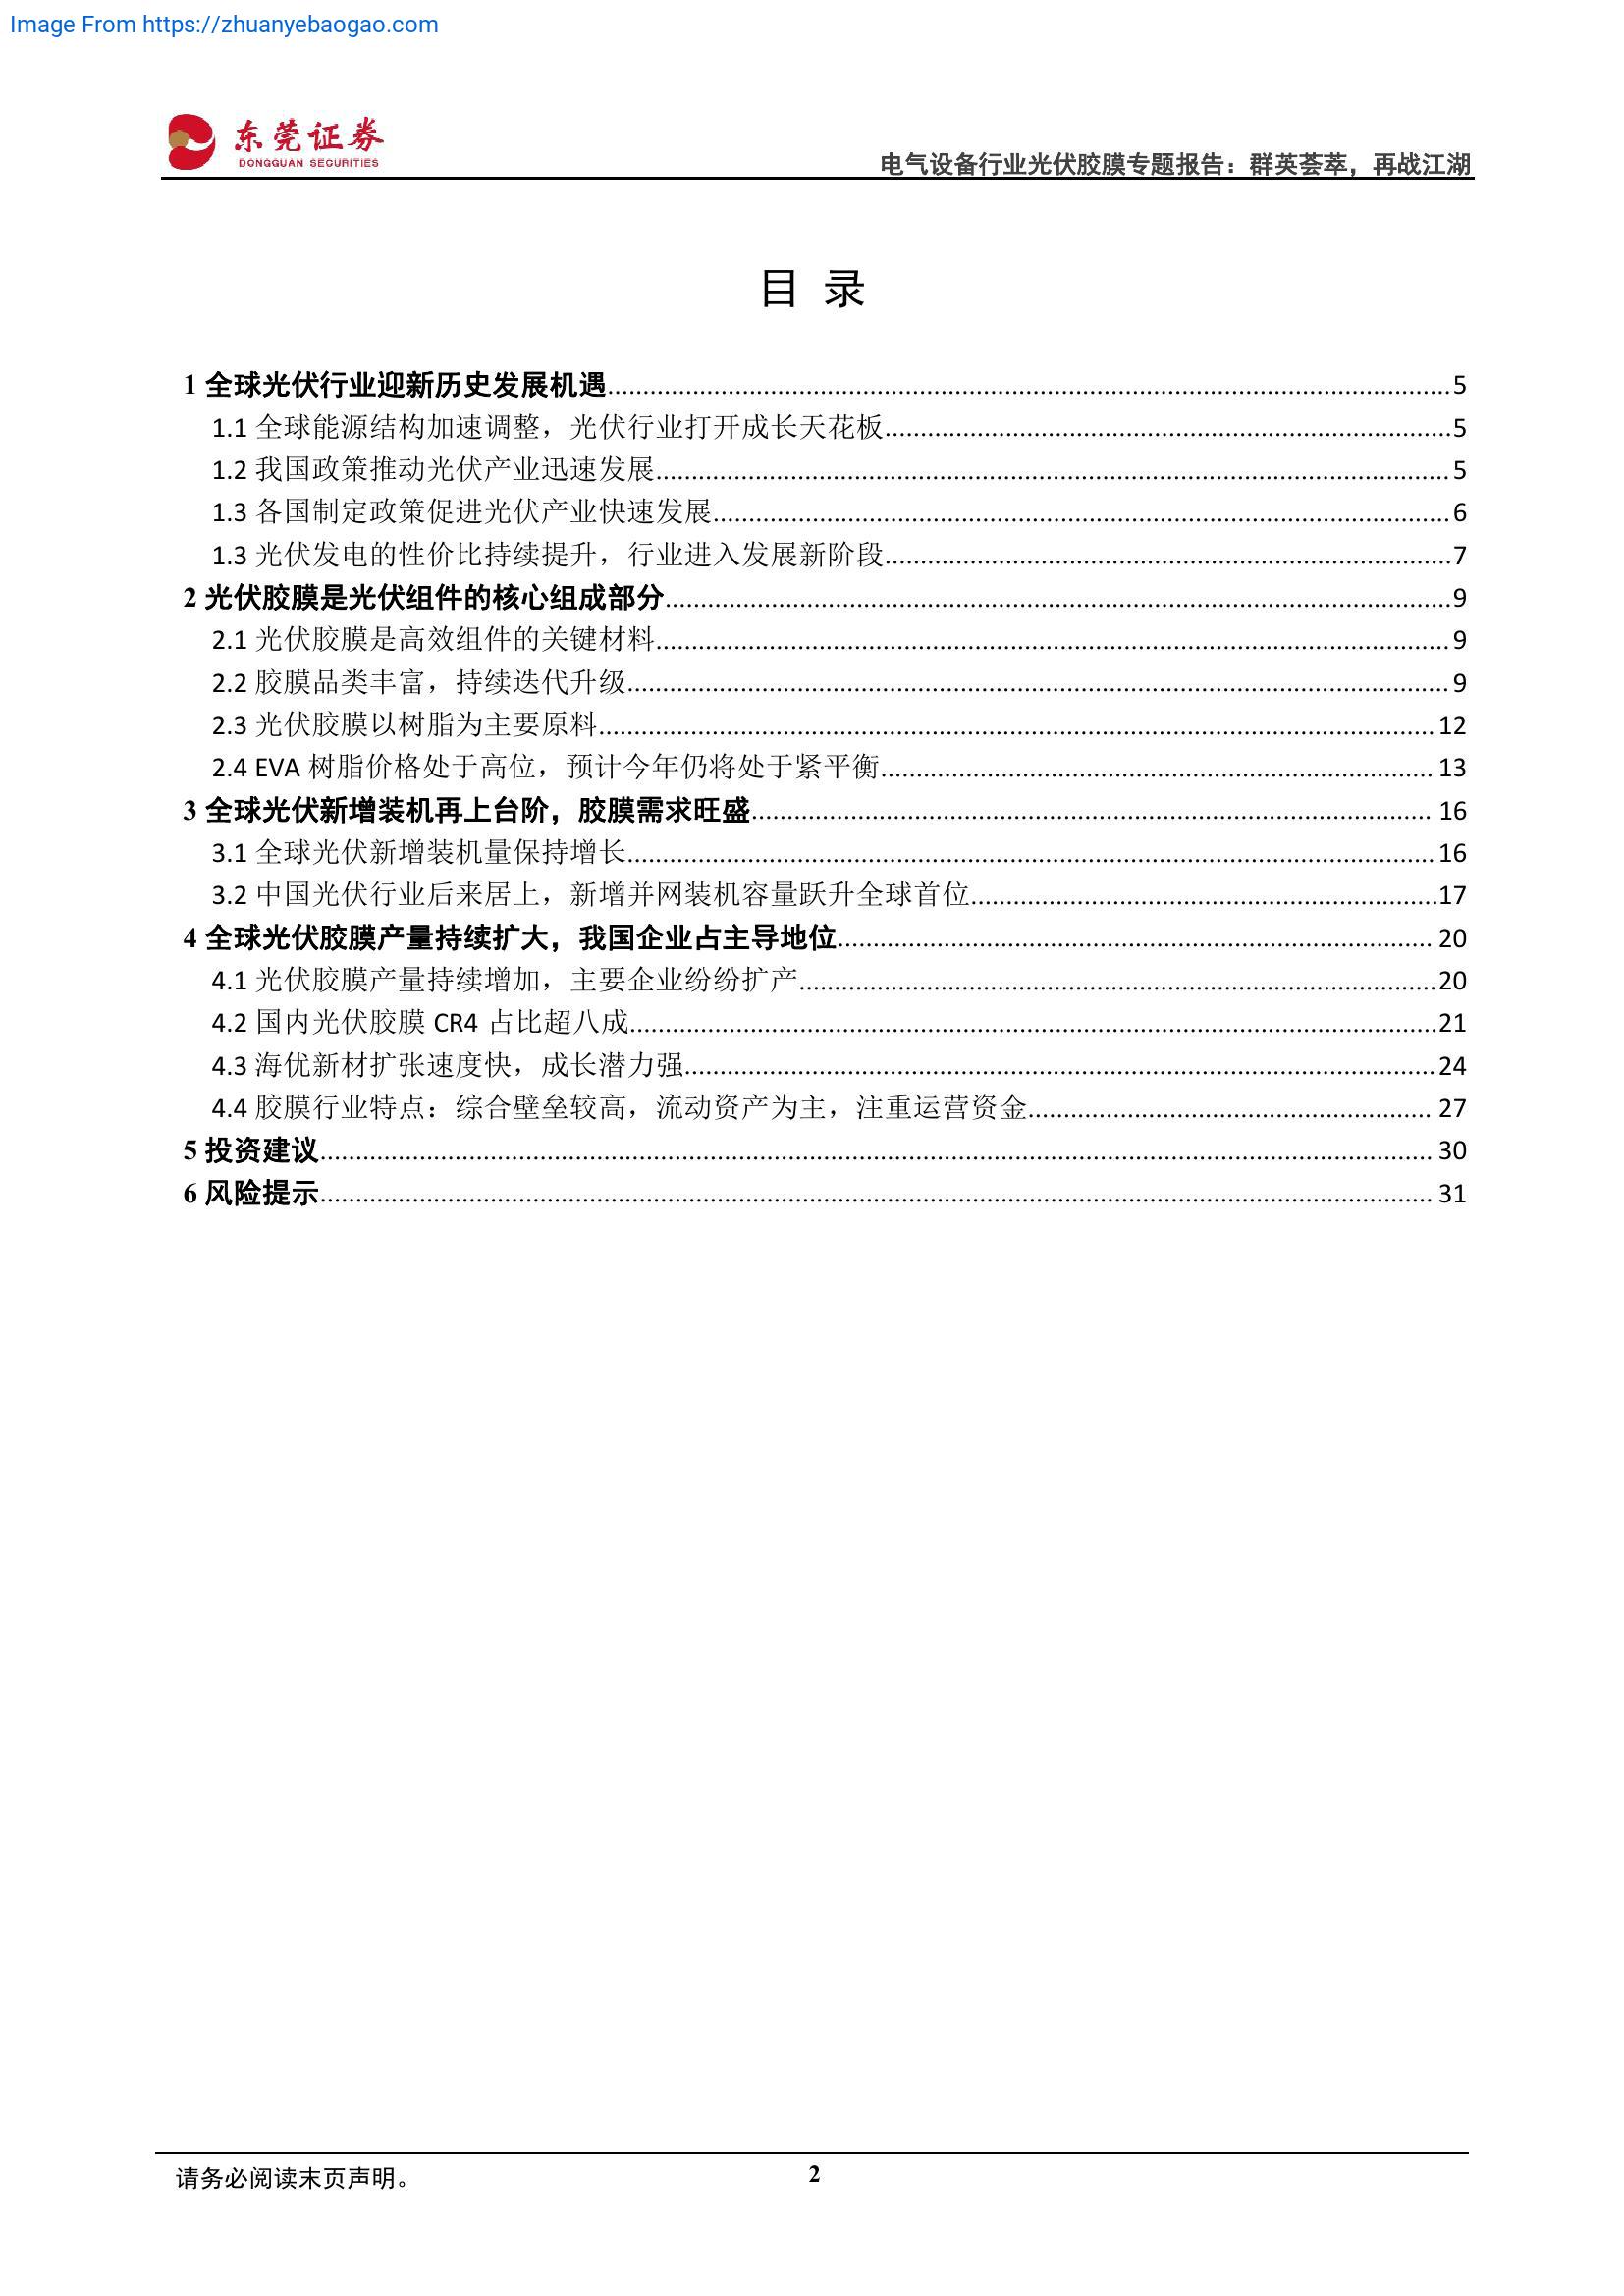 Image From https://zhuanyebaogao.com
东莞证券
DONGGUAN SECURITIES
电气设备行业光伏胶膜专题报告：群英荟萃，再战江湖
目 录
1 全球光伏行业迎新历史发展机遇 5
1.1 全球能源结构加速调整，光伏行业打开成长天花板 5
1.2 我国政策推动光伏产业迅速发展 5
1.3 各国制定政策促进光伏产业快速发展 6
1.3 光伏发电的性价比持续提升，行业进入发展新阶段 7
2 光伏胶膜是光伏组件的核心组成部分 9
2.1 光伏胶膜是高效组件的关键材料 9
2.2 胶膜品类丰富，持续迭代升级 9
2.3 光伏胶膜以树脂为主要原料 12
2.4 EVA 树脂价格处于高位，预计今年仍将处于紧平衡 13
3 全球光伏新增装机再上台阶，胶膜需求旺盛 16
3.1 全球光伏新增装机量保持增长 16
3.2 中国光伏行业后来居上，新增并网装机容量跃升全球首位 17
4 全球光伏胶膜产量持续扩大，我国企业占主导地位 20
4.1 光伏胶膜产量持续增加，主要企业纷纷扩产 20
4.2 国内光伏胶膜 CR4 占比超八成 21
4.3 海优新材扩张速度快，成长潜力强 24
4.4 胶膜行业特点：综合壁垒较高，流动资产为主，注重运营资金 27
5 投资建议 30
6 风险提示 31
请务必阅读末页声明。
2